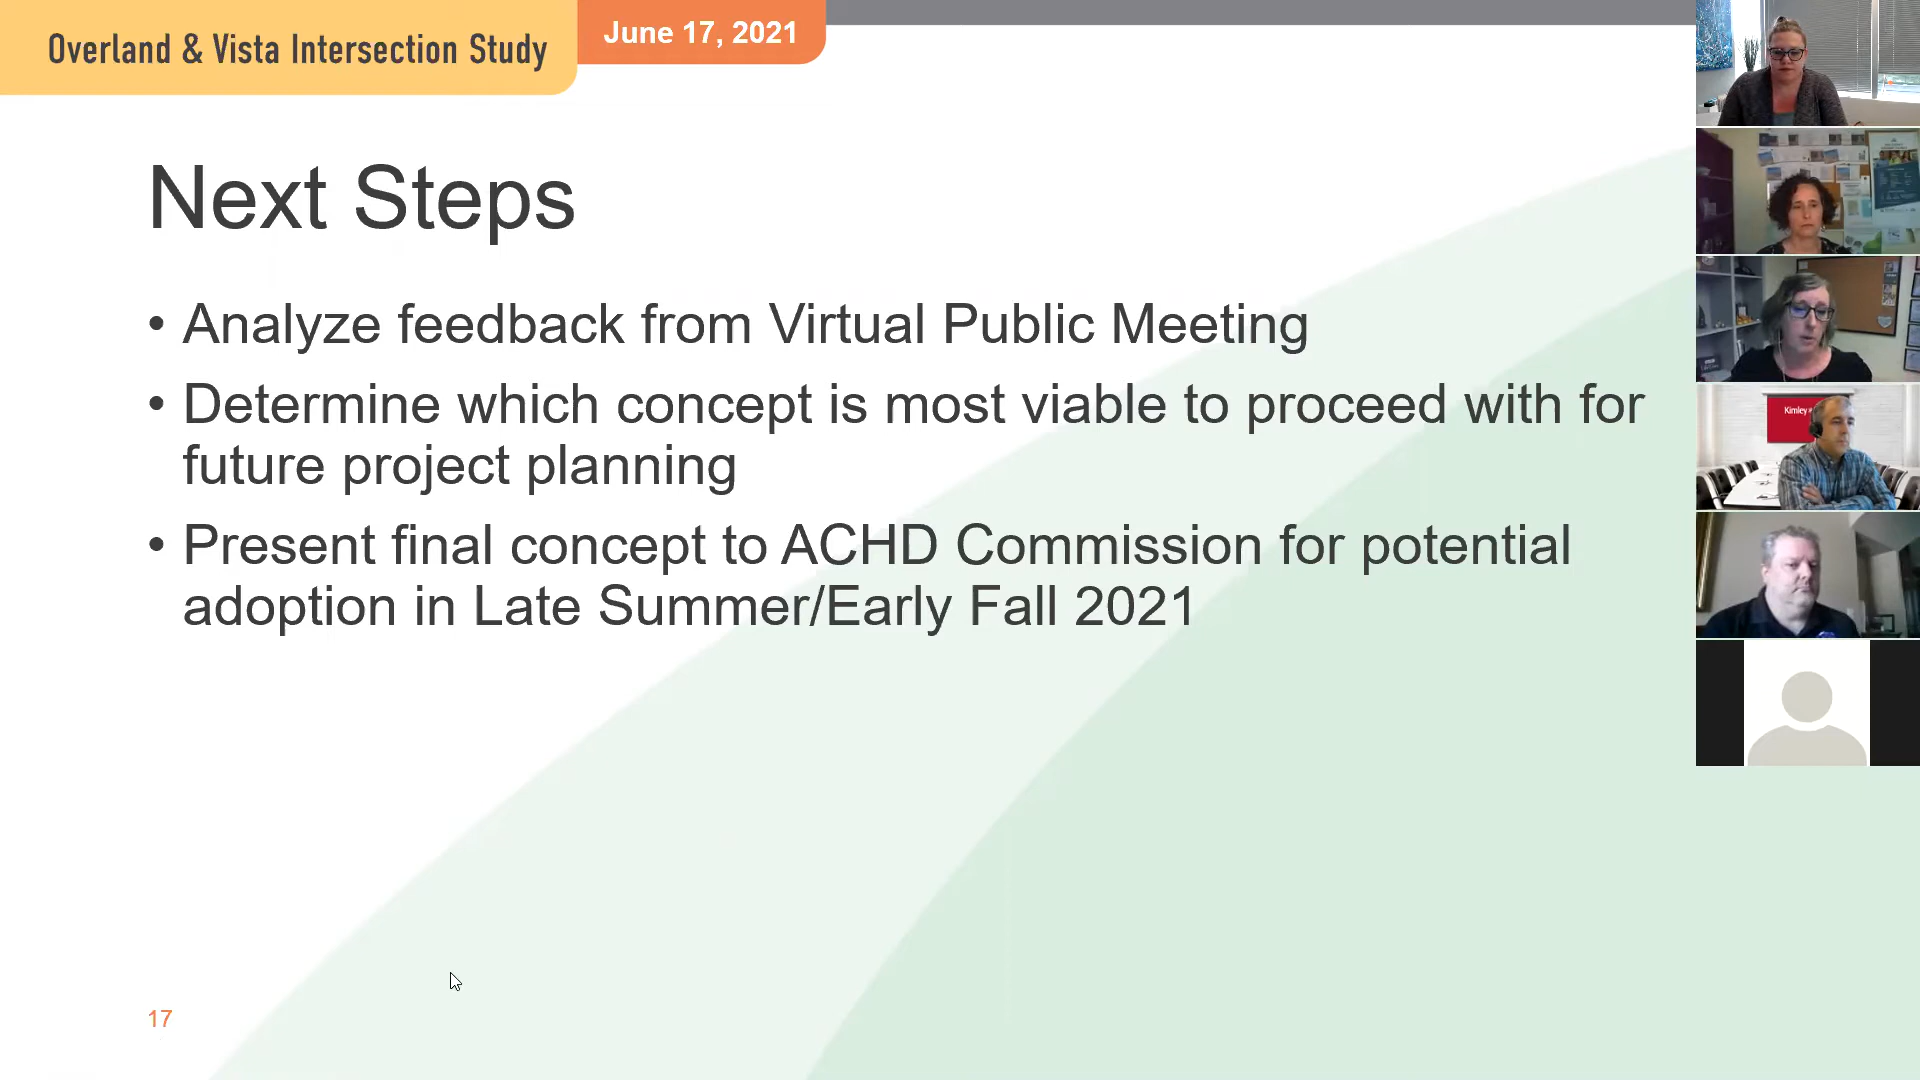 Overland & Vista Intersection Study
June 17, 2021
Next Steps
• Analyze feedback from Virtual Public Meeting
• Determine which concept is most viable to proceed with for
future project planning
• Present final concept to ACHD Commission for potential
adoption in Late Summer/Early Fall 2021
17
Kimley